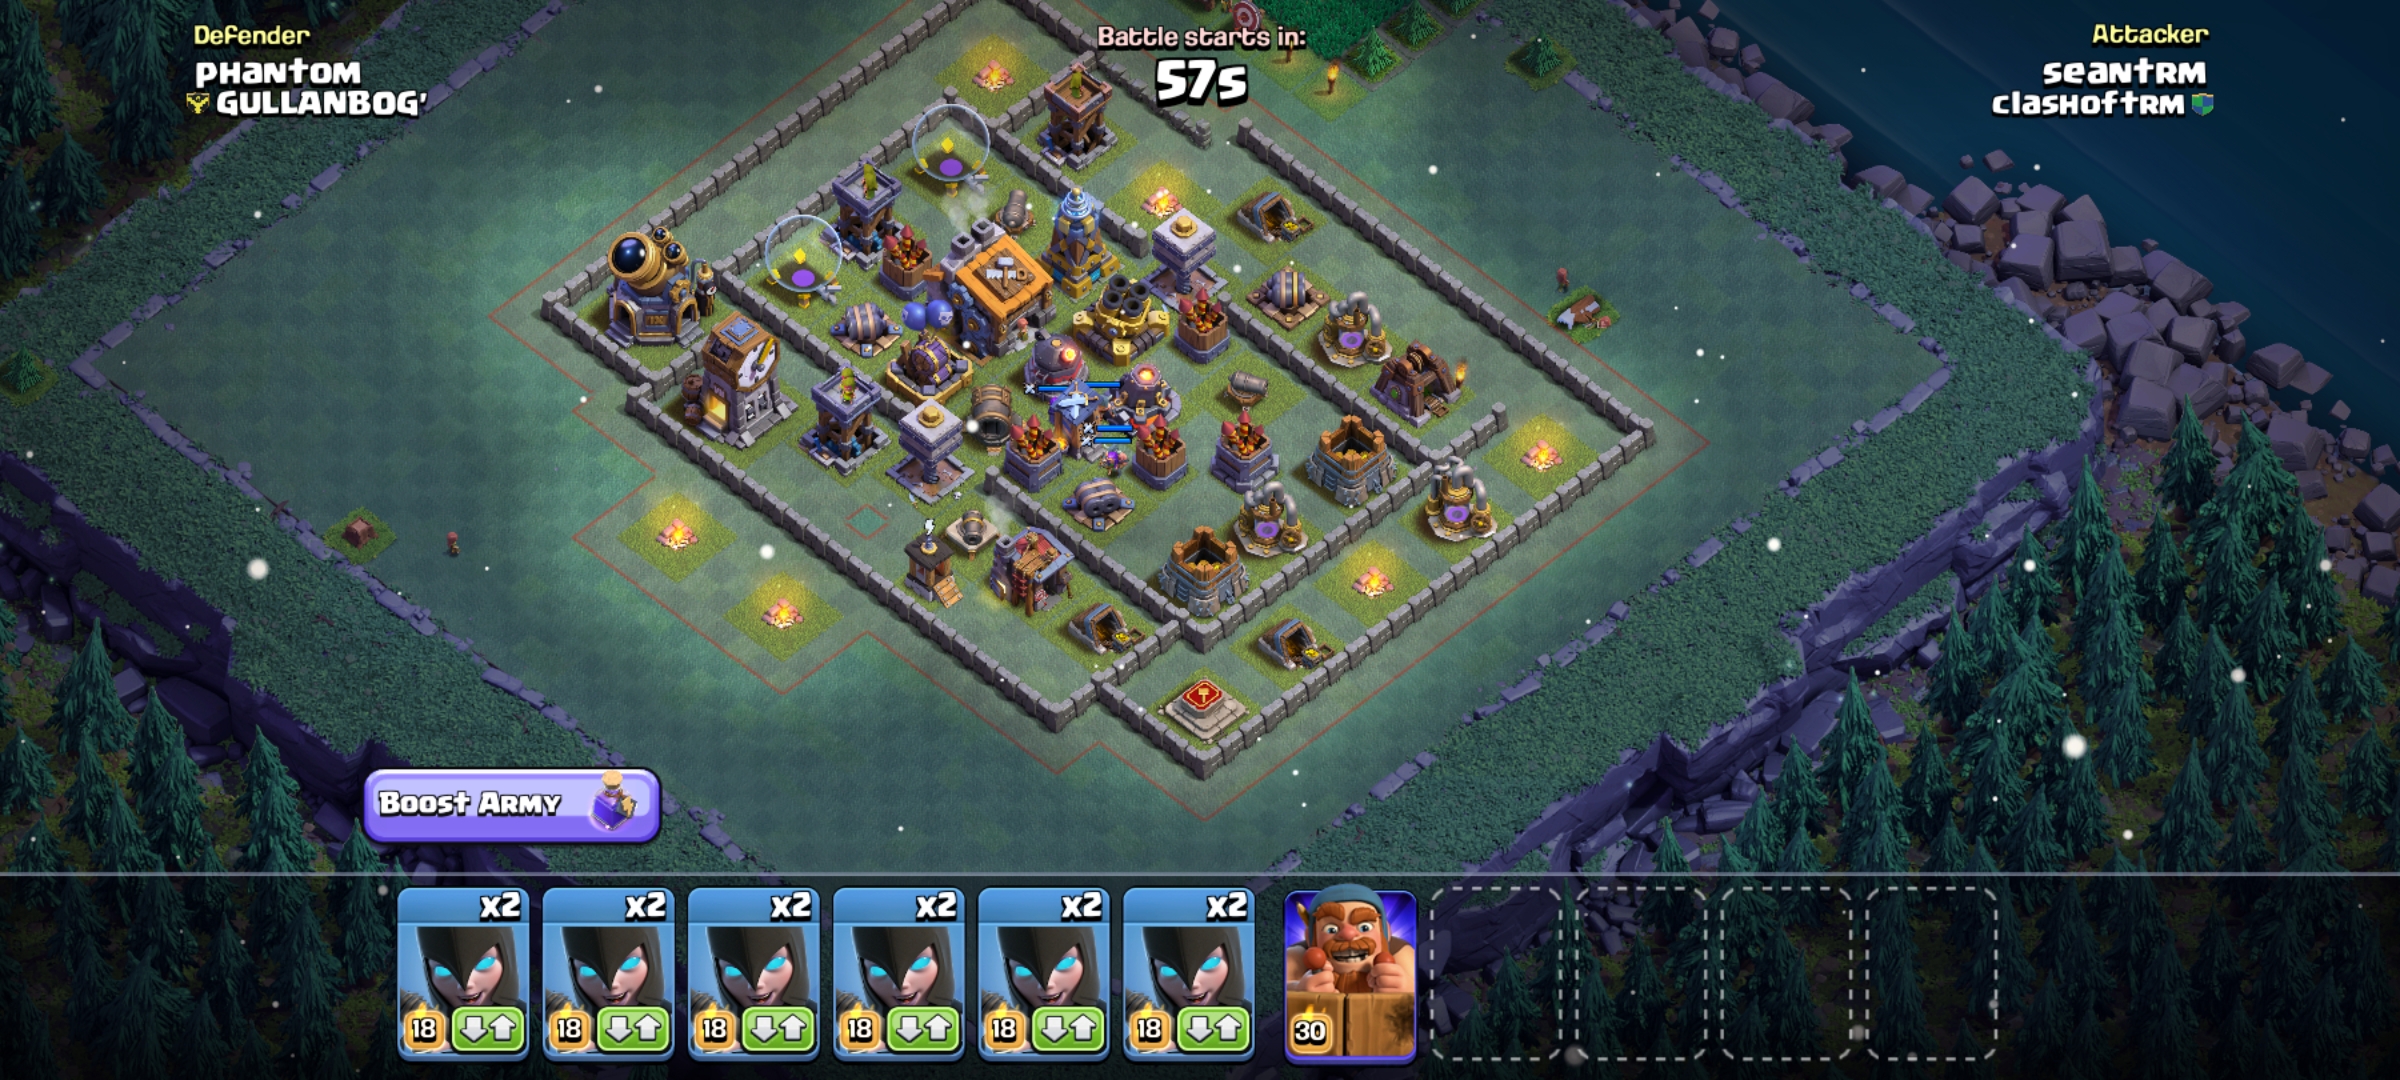 Defender
PHANTOM
GULLANBOG'
Battle starts in:
57s
Attacker
seantRM
clashoftRM
Boost Army
x2
x2
x2
x2
x2
x2
18
18
18
18
18
18
30